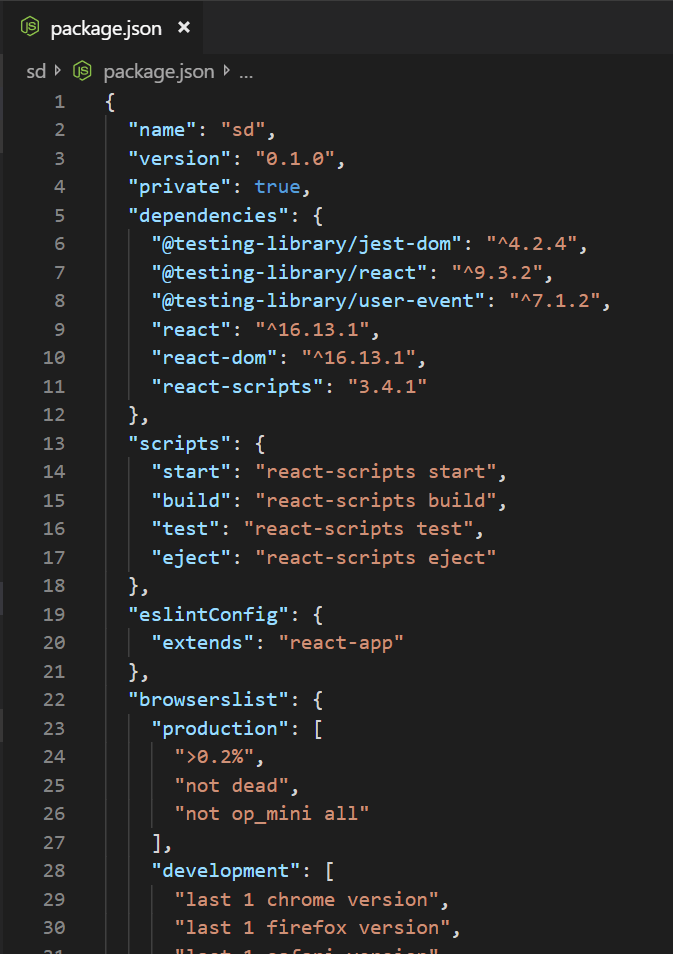 package.json ×
sd › package.json › ...
1 {
2   "name": "sd",
3   "version": "0.1.0",
4   "private": true,
5   "dependencies": {
6     "@testing-library/jest-dom": "^4.2.4",
7     "@testing-library/react": "^9.3.2",
8     "@testing-library/user-event": "^7.1.2",
9     "react": "^16.13.1",
10     "react-dom": "^16.13.1",
11     "react-scripts": "3.4.1"
12   },
13   "scripts": {
14     "start": "react-scripts start",
15     "build": "react-scripts build",
16     "test": "react-scripts test",
17     "eject": "react-scripts eject"
18   },
19   "eslintConfig": {
20     "extends": "react-app"
21   },
22   "browserslist": {
23     "production": [
24       ">0.2%",
25       "not dead",
26       "not op_mini all"
27     ],
28     "development": [
29       "last 1 chrome version",
30       "last 1 firefox version",
31       "last 1 safari version"